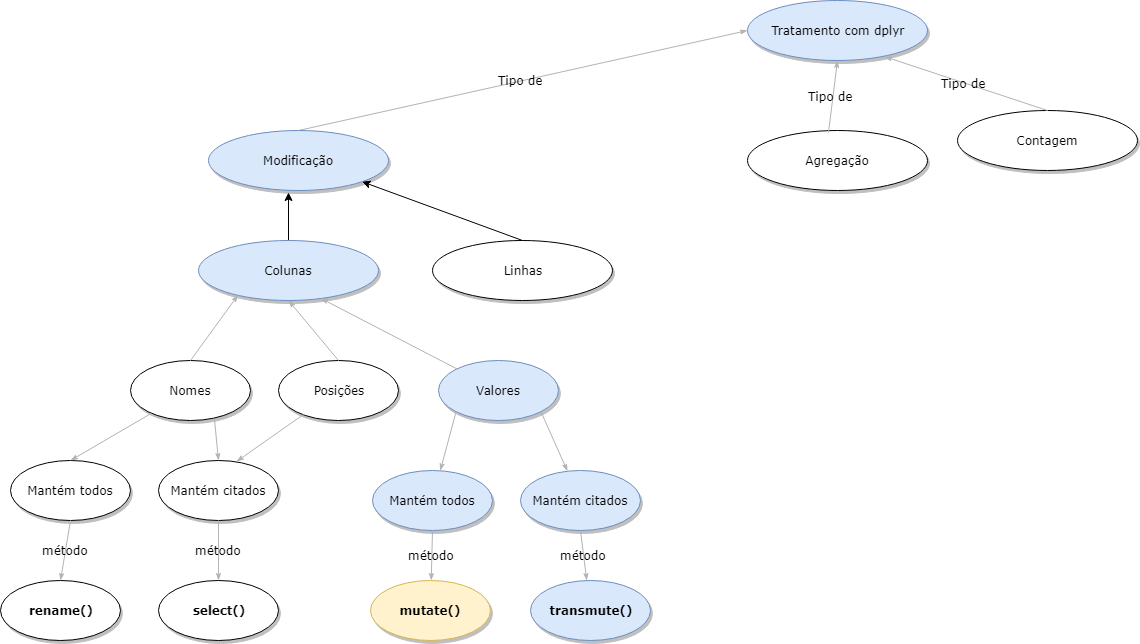 Tratamento com dplyr
Tipo de
Tipo de
Tipo de
Modificação
Agregação
Contagem
Colunas
Linhas
Nomes
Posições
Valores
Mantém todos
Mantém citados
Mantém todos
Mantém citados
método
método
método
método
rename()
select()
mutate()
transmute()